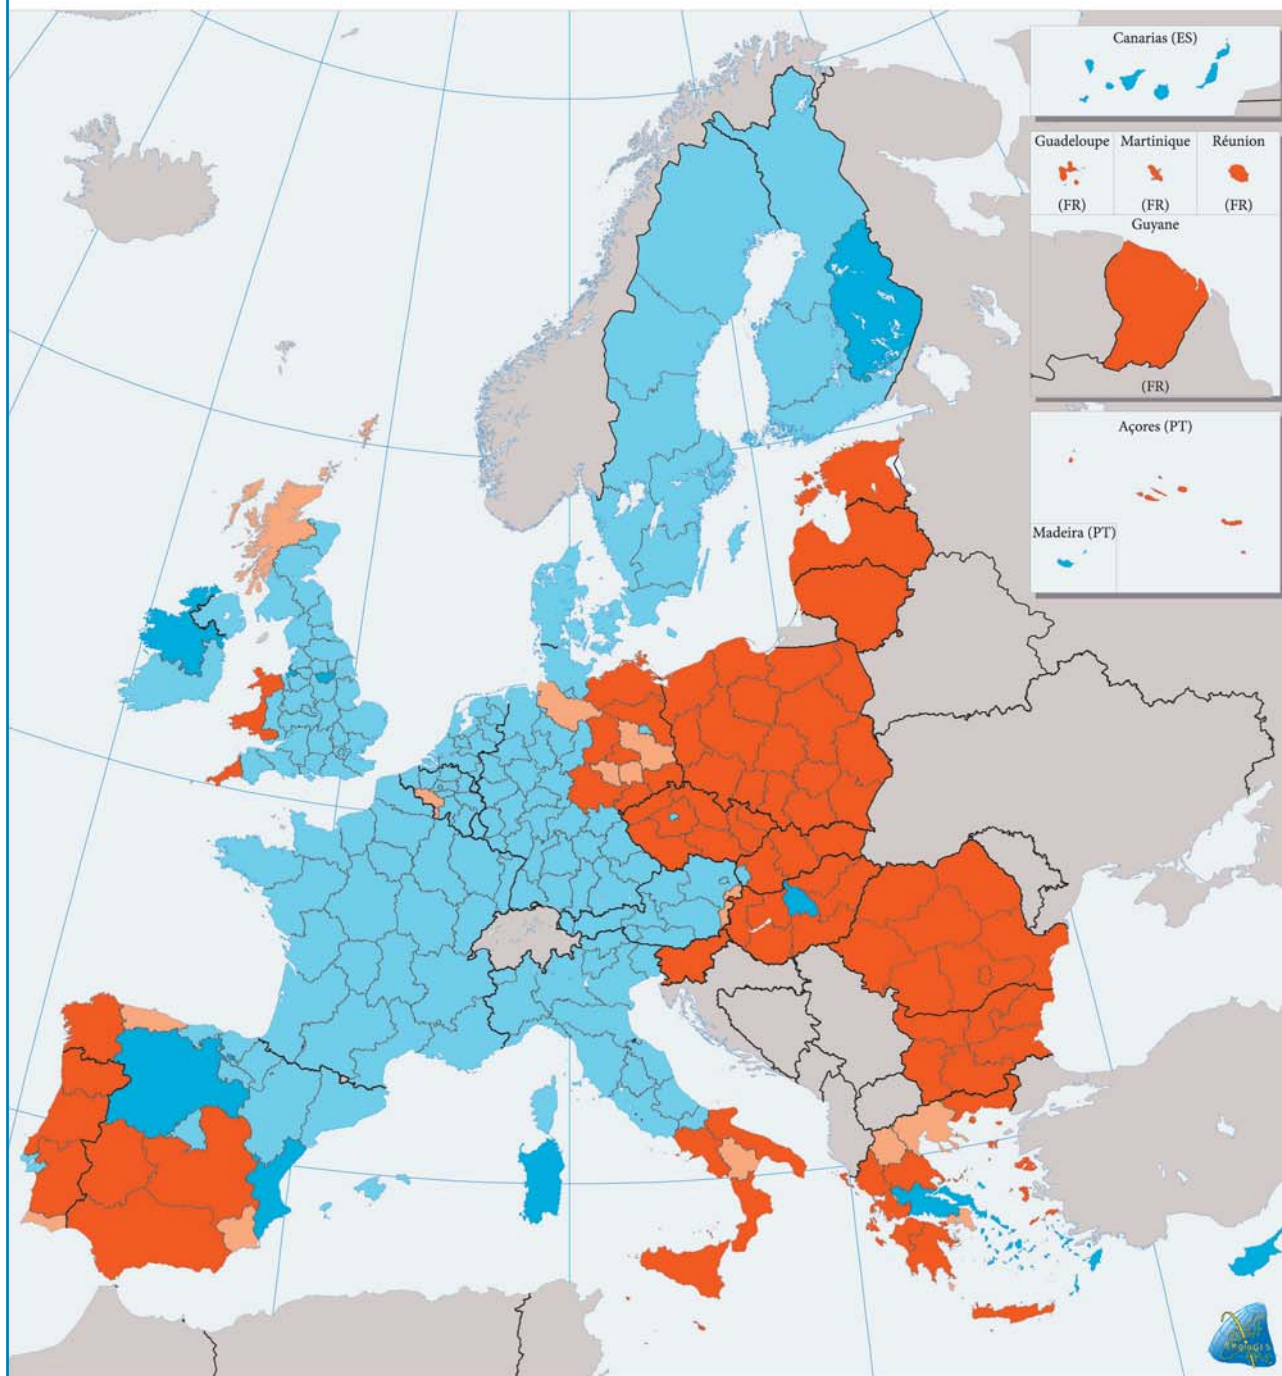 Canarias (ES)
Guadeloupe
Martinique
Réunion
(FR)
(FR)
(FR)
Guyane
(FR)
Açores (PT)
Madeira (PT)